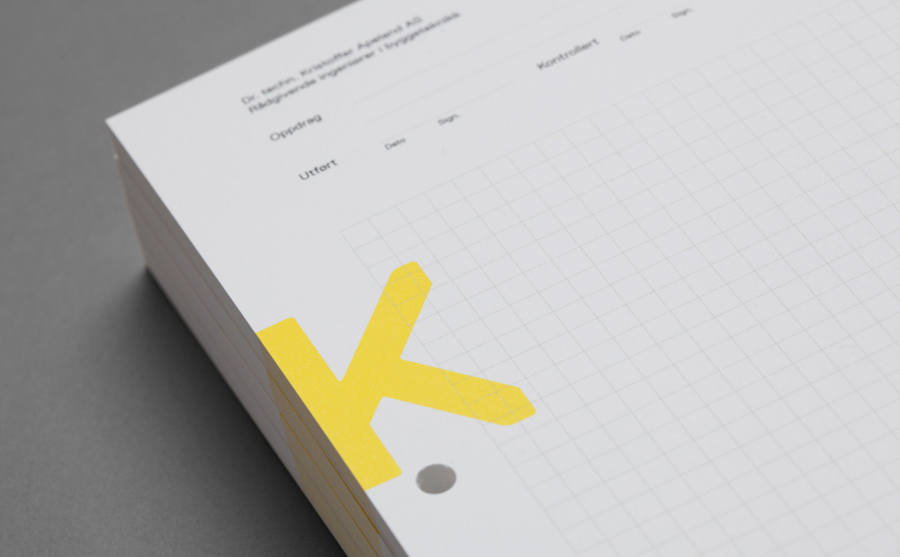 Dr. techn. Kristoffer Apeland AS
Rådgivende ingeniører i byggeteknikk
Oppdrag
Kontrollert Dato Sign.
Utført Dato Sign.
K